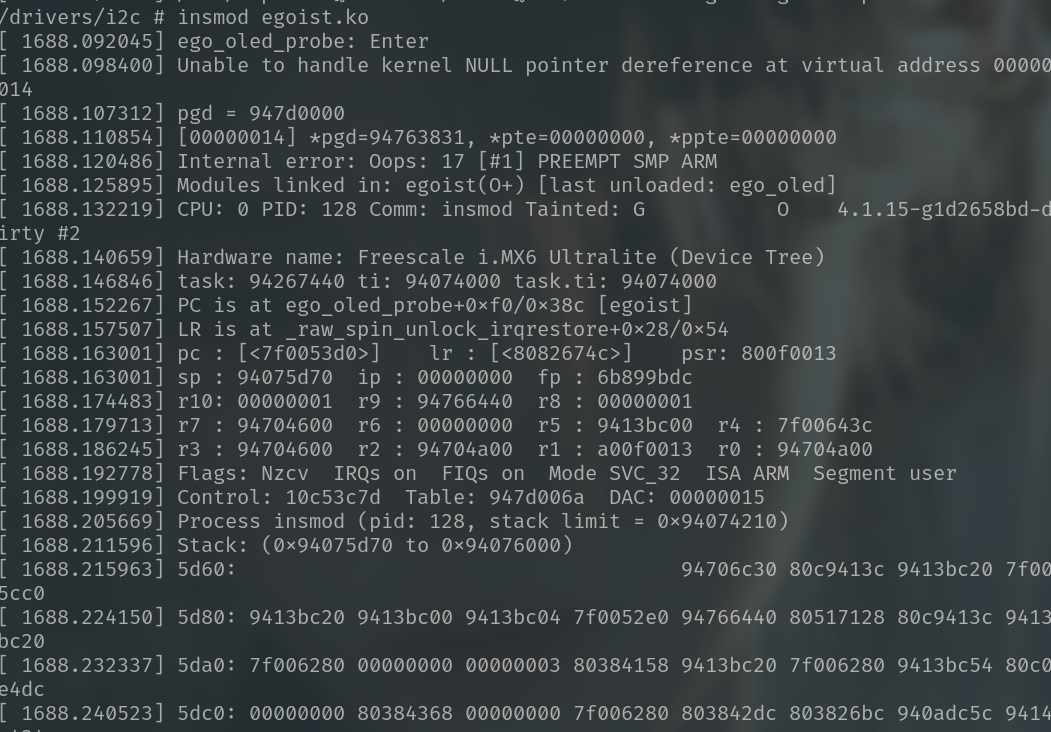 /drivers/i2c # insmod egoist.ko
[ 1688.092045] ego_oled_probe: Enter
[ 1688.098400] Unable to handle kernel NULL pointer dereference at virtual address 00000
014
[ 1688.107312] pgd = 947d0000
[ 1688.110854] [00000014] *pgd=94763831, *pte=00000000, *ppte=00000000
[ 1688.120486] Internal error: Oops: 17 [#1] PREEMPT SMP ARM
[ 1688.125895] Modules linked in: egoist(O+) [last unloaded: ego_oled]
[ 1688.132219] CPU: 0 PID: 128 Comm: insmod Tainted: G           O    4.1.15-g1d2658bd-d
irty #2
[ 1688.140659] Hardware name: Freescale i.MX6 Ultralite (Device Tree)
[ 1688.146846] task: 94267440 ti: 94074000 task.ti: 94074000
[ 1688.152267] PC is at ego_oled_probe+0×f0/0×38c [egoist]
[ 1688.157507] LR is at _raw_spin_unlock_irqrestore+0×28/0×54
[ 1688.163001] pc : [<7f0053d0>]    lr : [<8082674c>]    psr: 800f0013
[ 1688.163001] sp : 94075d70  ip : 00000000  fp : 6b899bdc
[ 1688.174483] r10: 00000001  r9 : 94766440  r8 : 00000001
[ 1688.179713] r7 : 94704600  r6 : 00000000  r5 : 9413bc00  r4 : 7f00643c
[ 1688.186245] r3 : 94704600  r2 : 94704a00  r1 : a00f0013  r0 : 94704a00
[ 1688.192778] Flags: Nzcv  IRQs on  FIQs on  Mode SVC_32  ISA ARM  Segment user
[ 1688.199919] Control: 10c53c7d  Table: 947d006a  DAC: 00000015
[ 1688.205669] Process insmod (pid: 128, stack limit = 0×94074210)
[ 1688.211596] Stack: (0×94075d70 to 0×94076000)
[ 1688.215963] 5d60:                                     94706c30 80c9413c 9413bc20 7f00
5cc0
[ 1688.224150] 5d80: 9413bc20 9413bc00 9413bc04 7f0052e0 94766440 80517128 80c9413c 9413
bc20
[ 1688.232337] 5da0: 7f006280 00000000 00000003 80384158 9413bc20 7f006280 9413bc54 80c0
e4dc
[ 1688.240523] 5dc0: 00000000 80384368 00000000 7f006280 803842dc 803826bc 940adc5c 9414